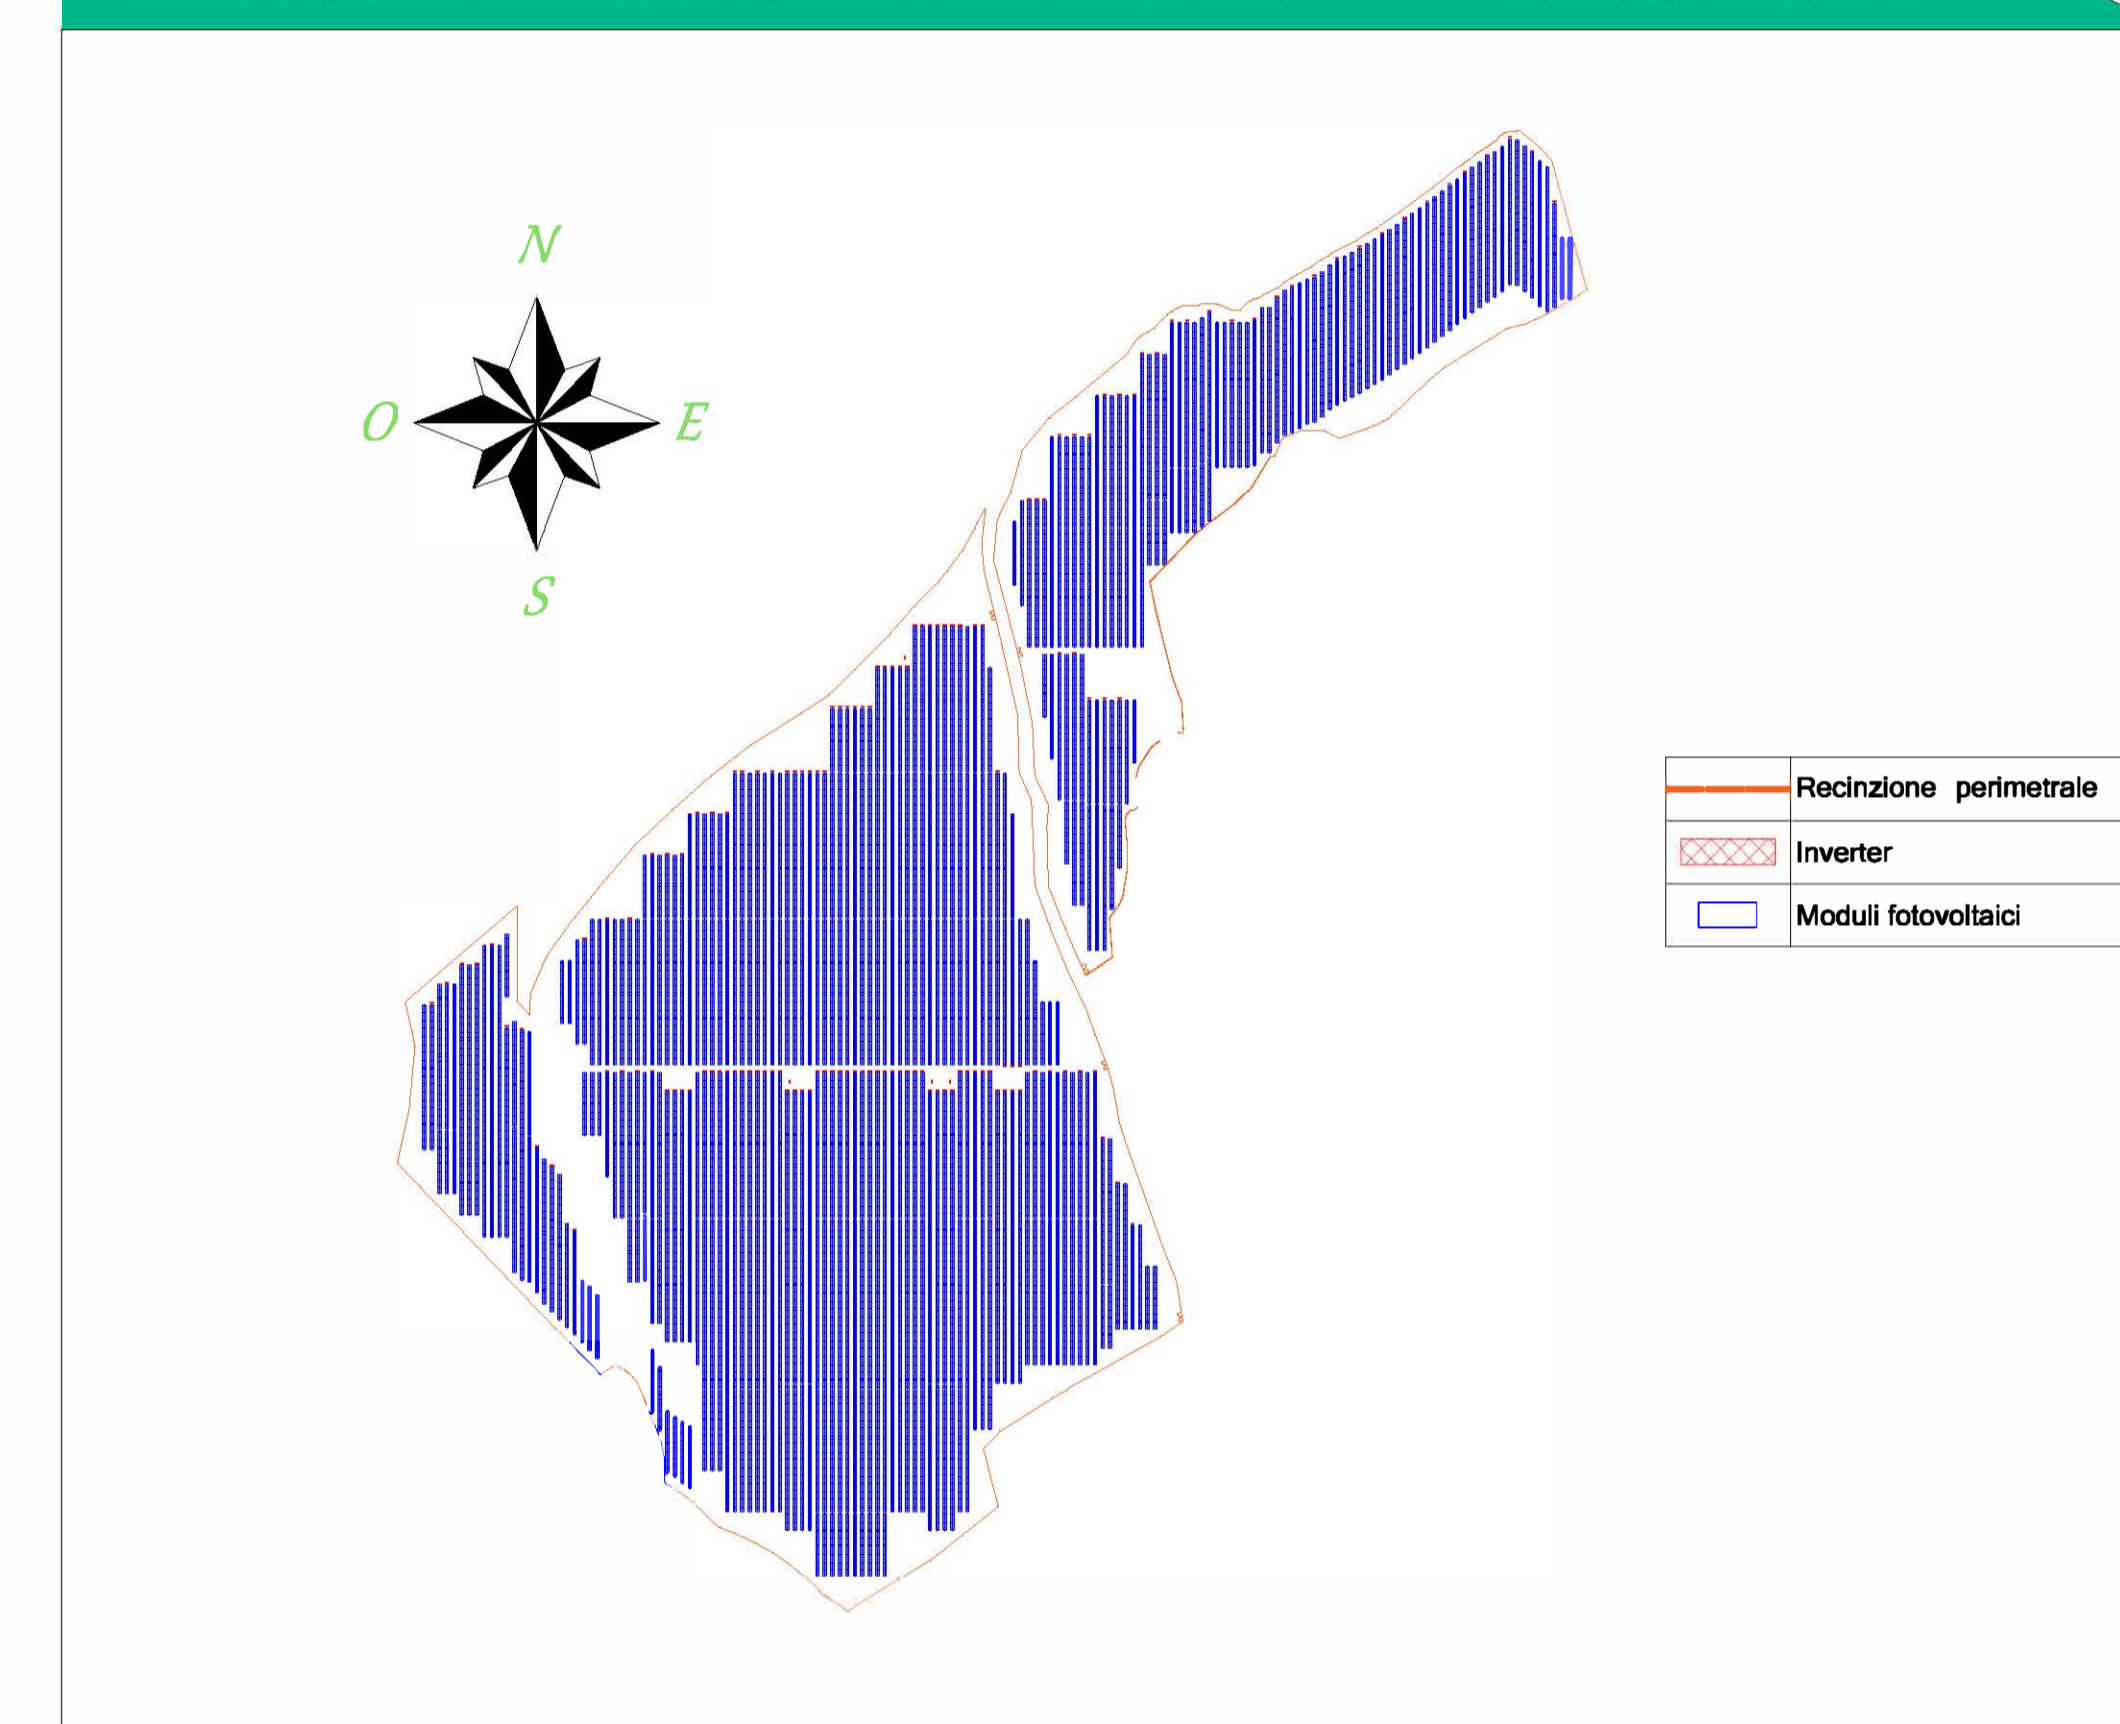 N
O E
S
Recinzione perimetrale
Inverter
Moduli fotovoltaici